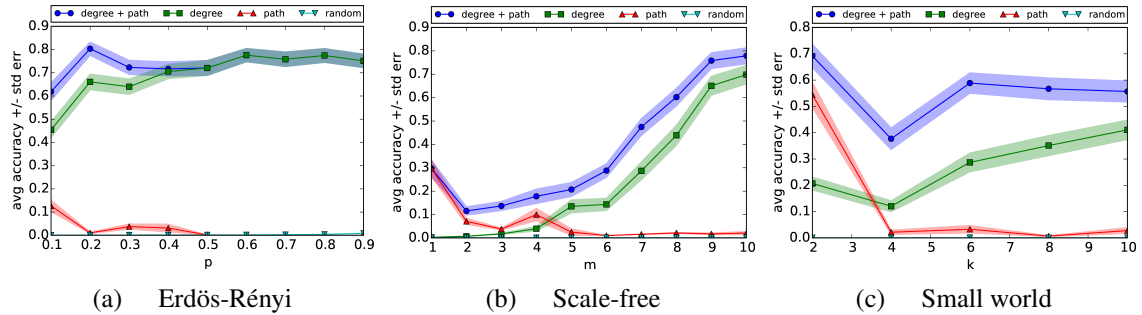 degree + path degree path random
avg accuracy +/- std err
0.9
0.8
0.7
0.6
0.5
0.4
0.3
0.2
0.1
0.0
0.1 0.2 0.3 0.4 0.5 0.6 0.7 0.8 0.9
p
(a) Erdös-Rényi
degree + path degree path random
avg accuracy +/- std err
0.9
0.8
0.7
0.6
0.5
0.4
0.3
0.2
0.1
0.0
1 2 3 4 5 6 7 8 9 10
m
(b) Scale-free
degree + path degree path random
avg accuracy +/- std err
0.8
0.7
0.6
0.5
0.4
0.3
0.2
0.1
0.0
2 3 4 5 6 7 8 9 10
k
(c) Small world